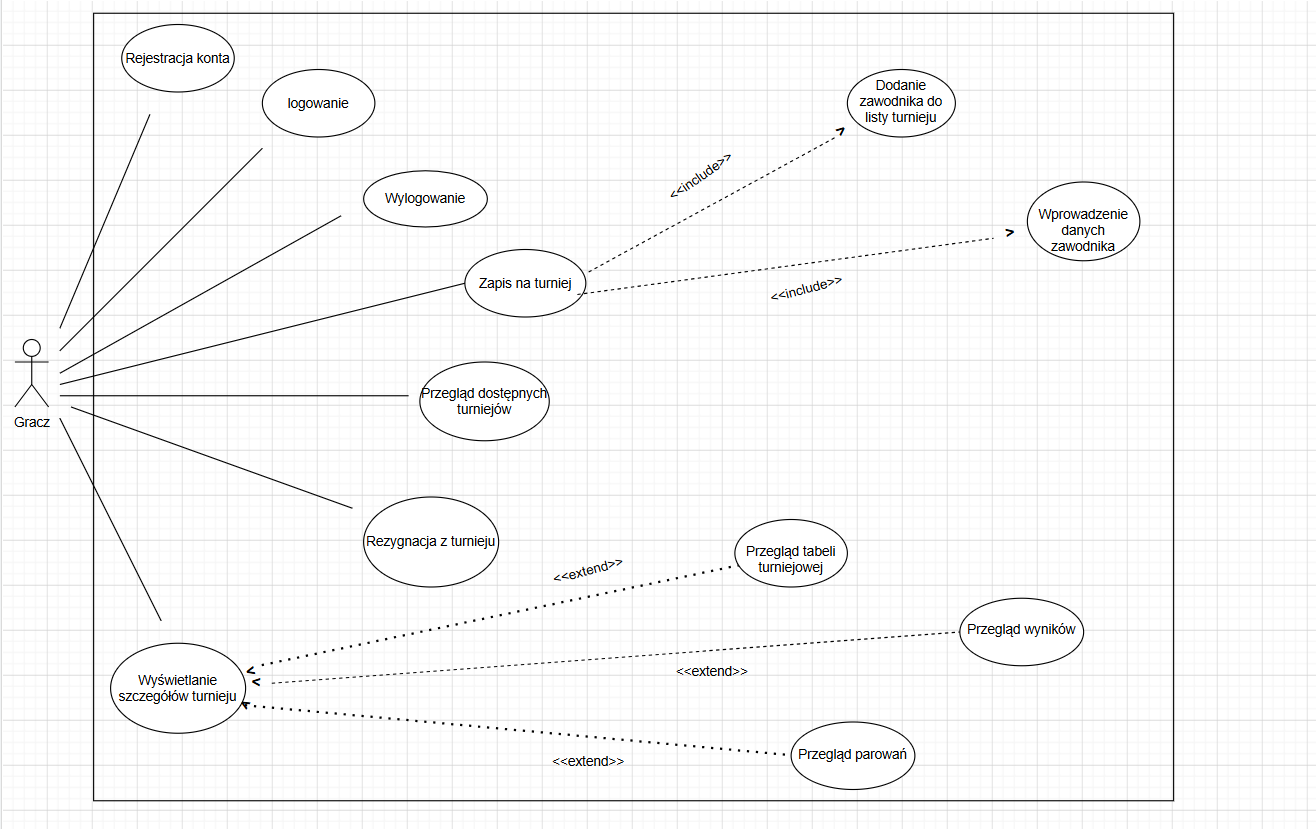 Rejestracja konta
logowanie
Dodanie
zawodnika do
listy turnieju
<<include>>
Wylogowanie
Wprowadzenie
danych
zawodnika
Zapis na turniej
<<include>>
Przegląd dostępnych
turniejów
Gracz
Rezygnacja z turnieju
Przegląd tabeli
turniejowej
<<extend>>
Przegląd wyników
<<extend>>
Wyświetlanie
szczegółów turnieju
Przegląd parowań
<<extend>>